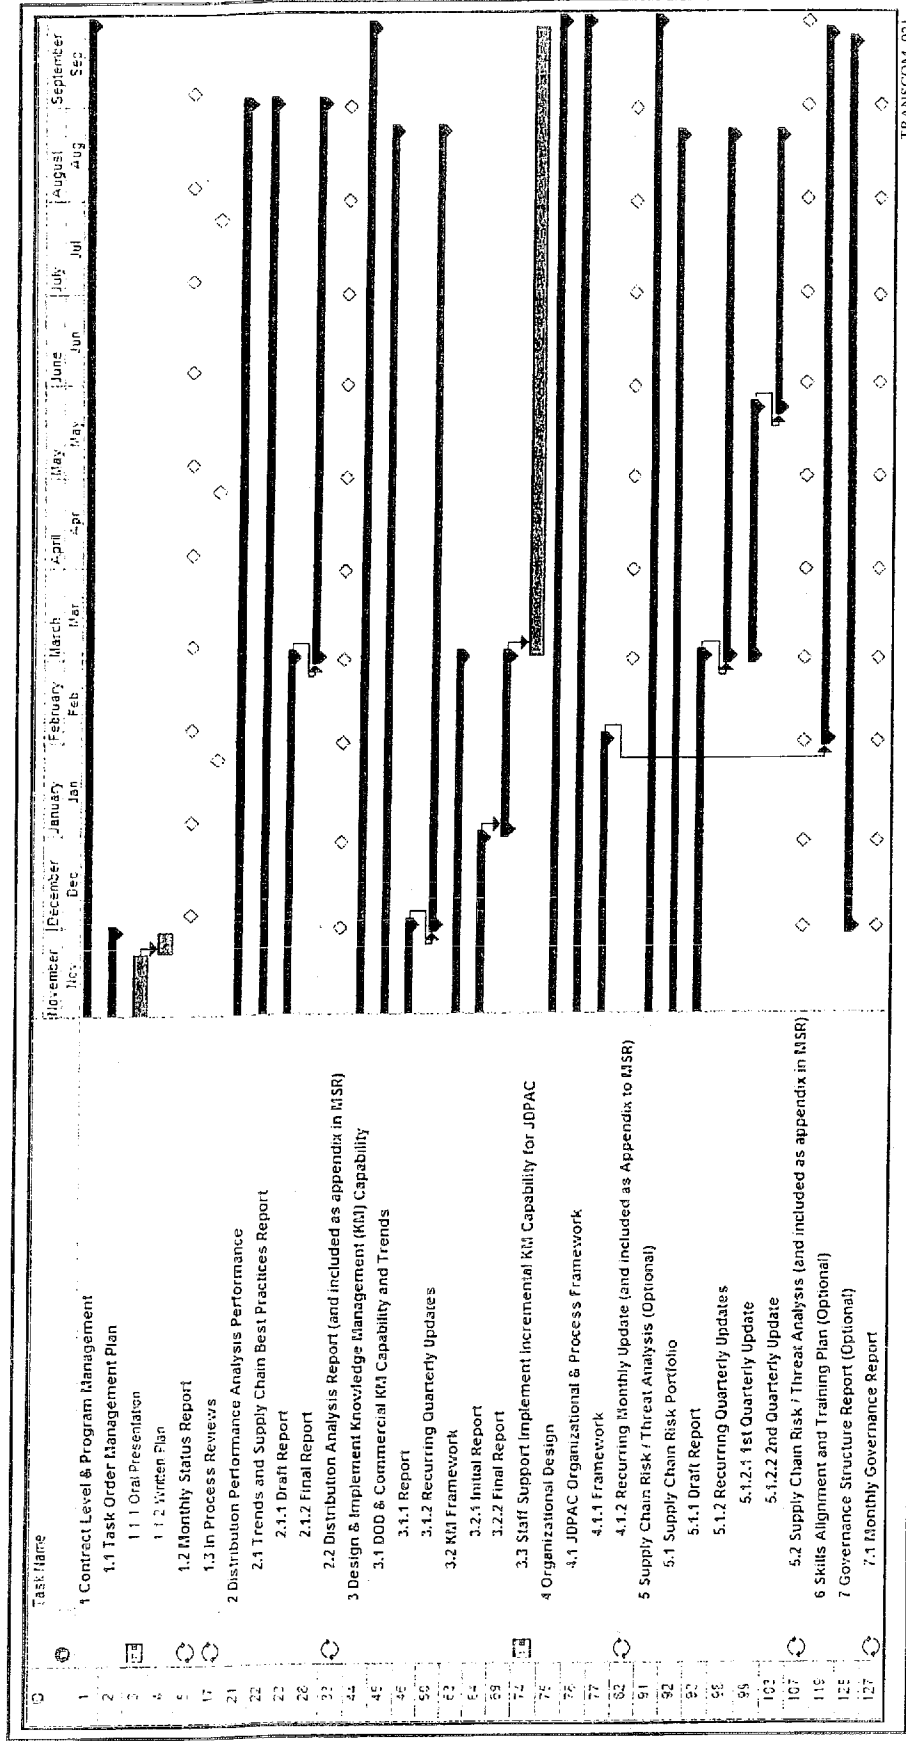 ID Task Name November December January February March April May June July August September
Nov Dec Jan Feb Mar Apr May Jun Jul Aug Sep
1 1 Contract Level & Program Management
2 1.1 Task Order Management Plan
3 1.1.1 Oral Presentation
4 1.1.2 Written Plan
5 1.2 Monthly Status Report
17 1.3 In Process Reviews
21 2 Distribution Performance Analysis Performance
22 2.1 Trends and Supply Chain Best Practices Report
23 2.1.1 Draft Report
28 2.1.2 Final Report
33 2.2 Distribution Analysis Report (and included as appendix in MSR)
44 3 Design & Implement Knowledge Management (KM) Capability
45 3.1 DOD & Commercial KM Capability and Trends
46 3.1.1 Report
50 3.1.2 Recurring Quarterly Updates
63 3.2 KM Framework
64 3.2.1 Initial Report
69 3.2.2 Final Report
74 3.3 Staff Support Implement Incremental KM Capability for JDPAC
75 4 Organizational Design
76 4.1 JDPAC Organizational & Process Framework
77 4.1.1 Framework
82 4.1.2 Recurring Monthly Update (and included as Appendix to MSR)
91 5 Supply Chain Risk / Threat Analysis (Optional)
92 5.1 Supply Chain Risk Portfolio
93 5.1.1 Draft Report
98 5.1.2 Recurring Quarterly Updates
99 5.1.2.1 1st Quarterly Update
103 5.1.2.2 2nd Quarterly Update
107 5.2 Supply Chain Risk / Threat Analysis (and included as appendix in MSR)
119 6 Skills Alignment and Training Plan (Optional)
125 7 Governance Structure Report (Optional)
127 7.1 Monthly Governance Report